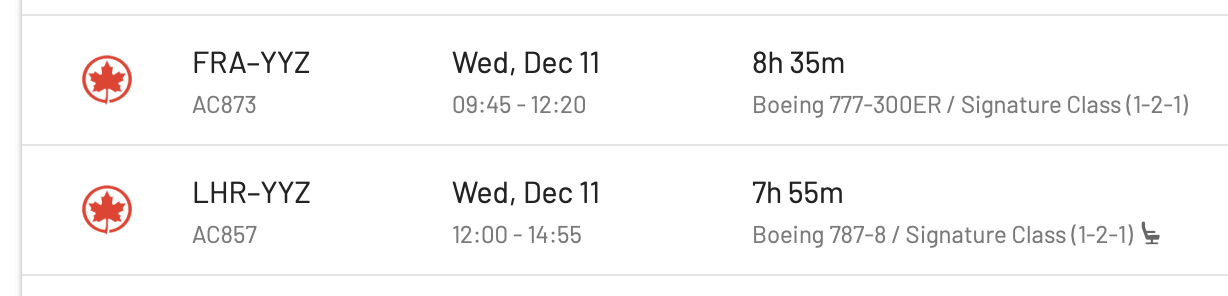 FRA–YYZ Wed, Dec 11 8h 35m
AC873 09:45 - 12:20 Boeing 777-300ER / Signature Class (1-2-1)
LHR–YYZ Wed, Dec 11 7h 55m
AC857 12:00 - 14:55 Boeing 787-8 / Signature Class (1-2-1)